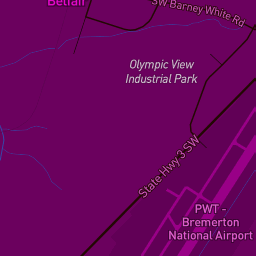 Belfair
SW Barney White Rd
Olympic View
Industrial Park
State Hwy 3 SW
PWT -
Bremerton
National Airport